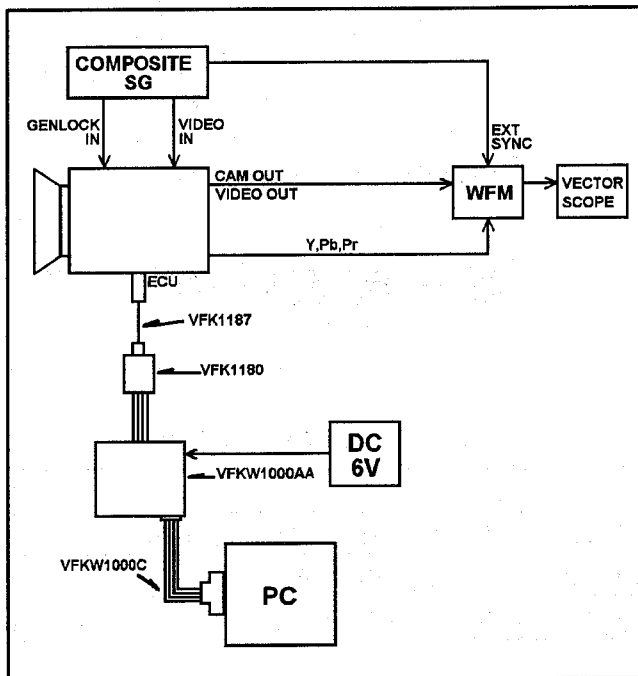 COMPOSITE
SG
GENLOCK
IN
VIDEO
IN
EXT
SYNC
CAM OUT
VIDEO OUT
WFM
VECTOR
SCOPE
Y,Pb,Pr
ECU
VFK1187
VFK1180
DC
6V
VFKW1000AA
VFKW1000C
PC